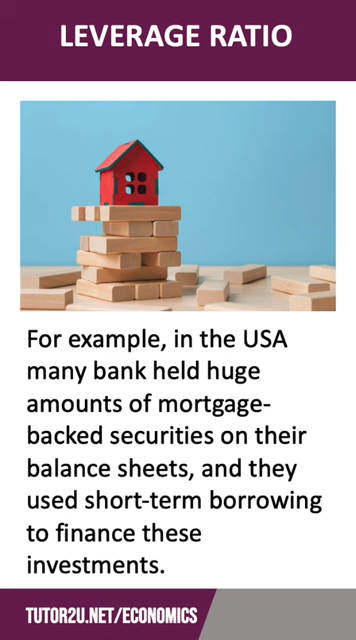 LEVERAGE RATIO
For example, in the USA
many bank held huge
amounts of mortgage-
backed securities on their
balance sheets, and they
used short-term borrowing
to finance these
investments.
TUTOR2U.NET/ECONOMICS